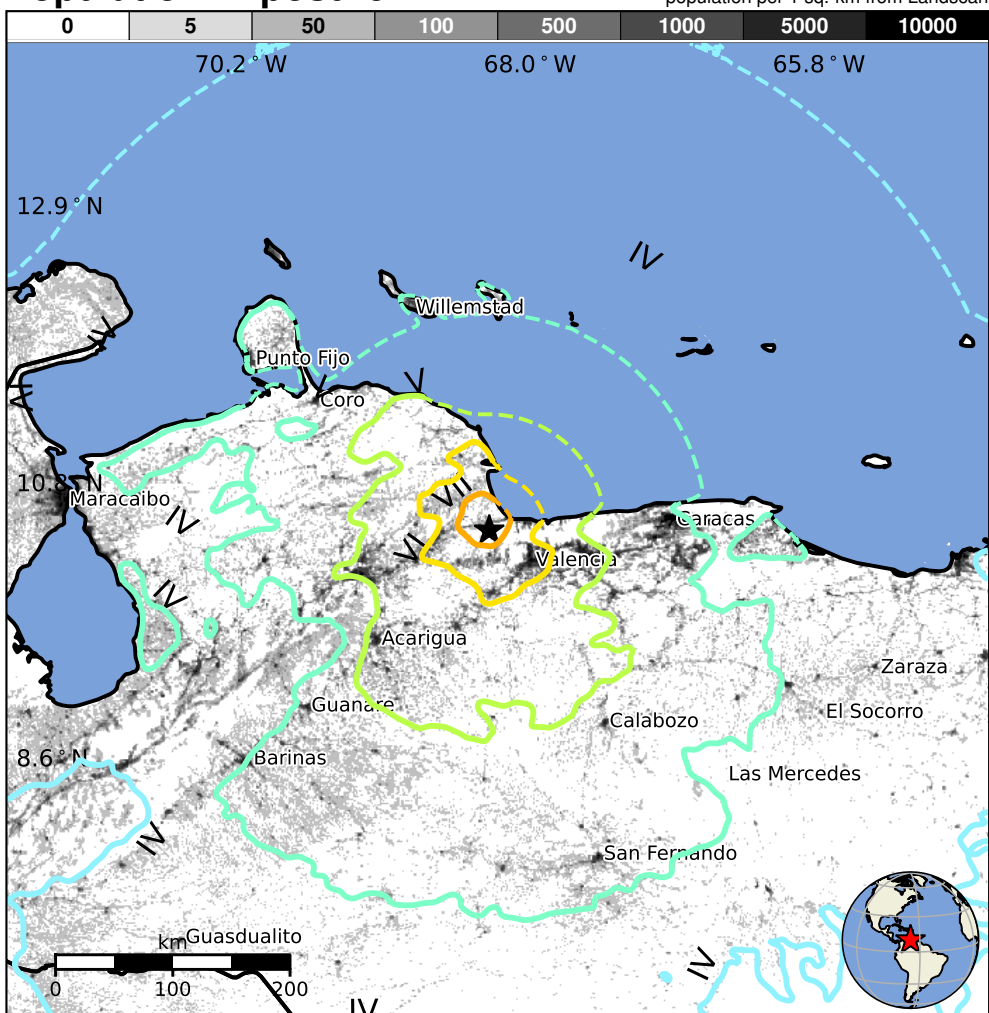 population per 1 sq. km from Landscan
0 5 50 100 500 1000 5000 10000
70.2°W 68.0°W 65.8°W
12.9°N
IV
Willemstad
IV
Punto Fijo
V
Coro
V
10.8°N
VII
Maracaibo
IV
Caracas
VI
Valencia
IV
Acarigua
Zaraza
Guanare
El Socorro
Calabozo
8.6°N
Barinas
Las Mercedes
IV
San Fernando
Guasdualito
km
IV
0 100 200
IV